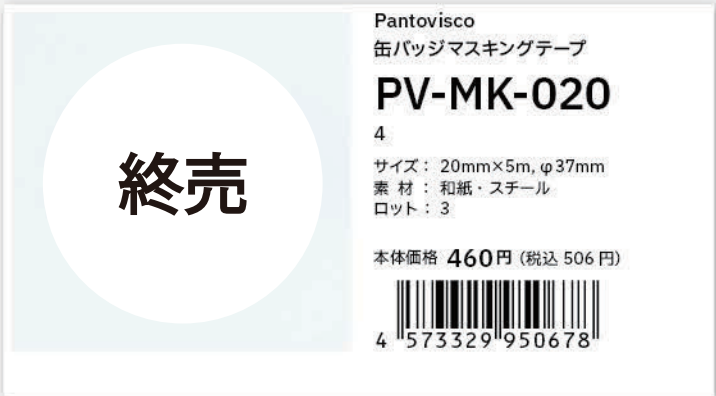 終売
Pantovisco
缶バッジマスキングテープ
PV-MK-020
4
サイズ： 20mm×5m, φ37mm
素 材 ： 和紙・スチール
ロット ： 3
本体価格 460円（税込 506 円）
4 573329 950678